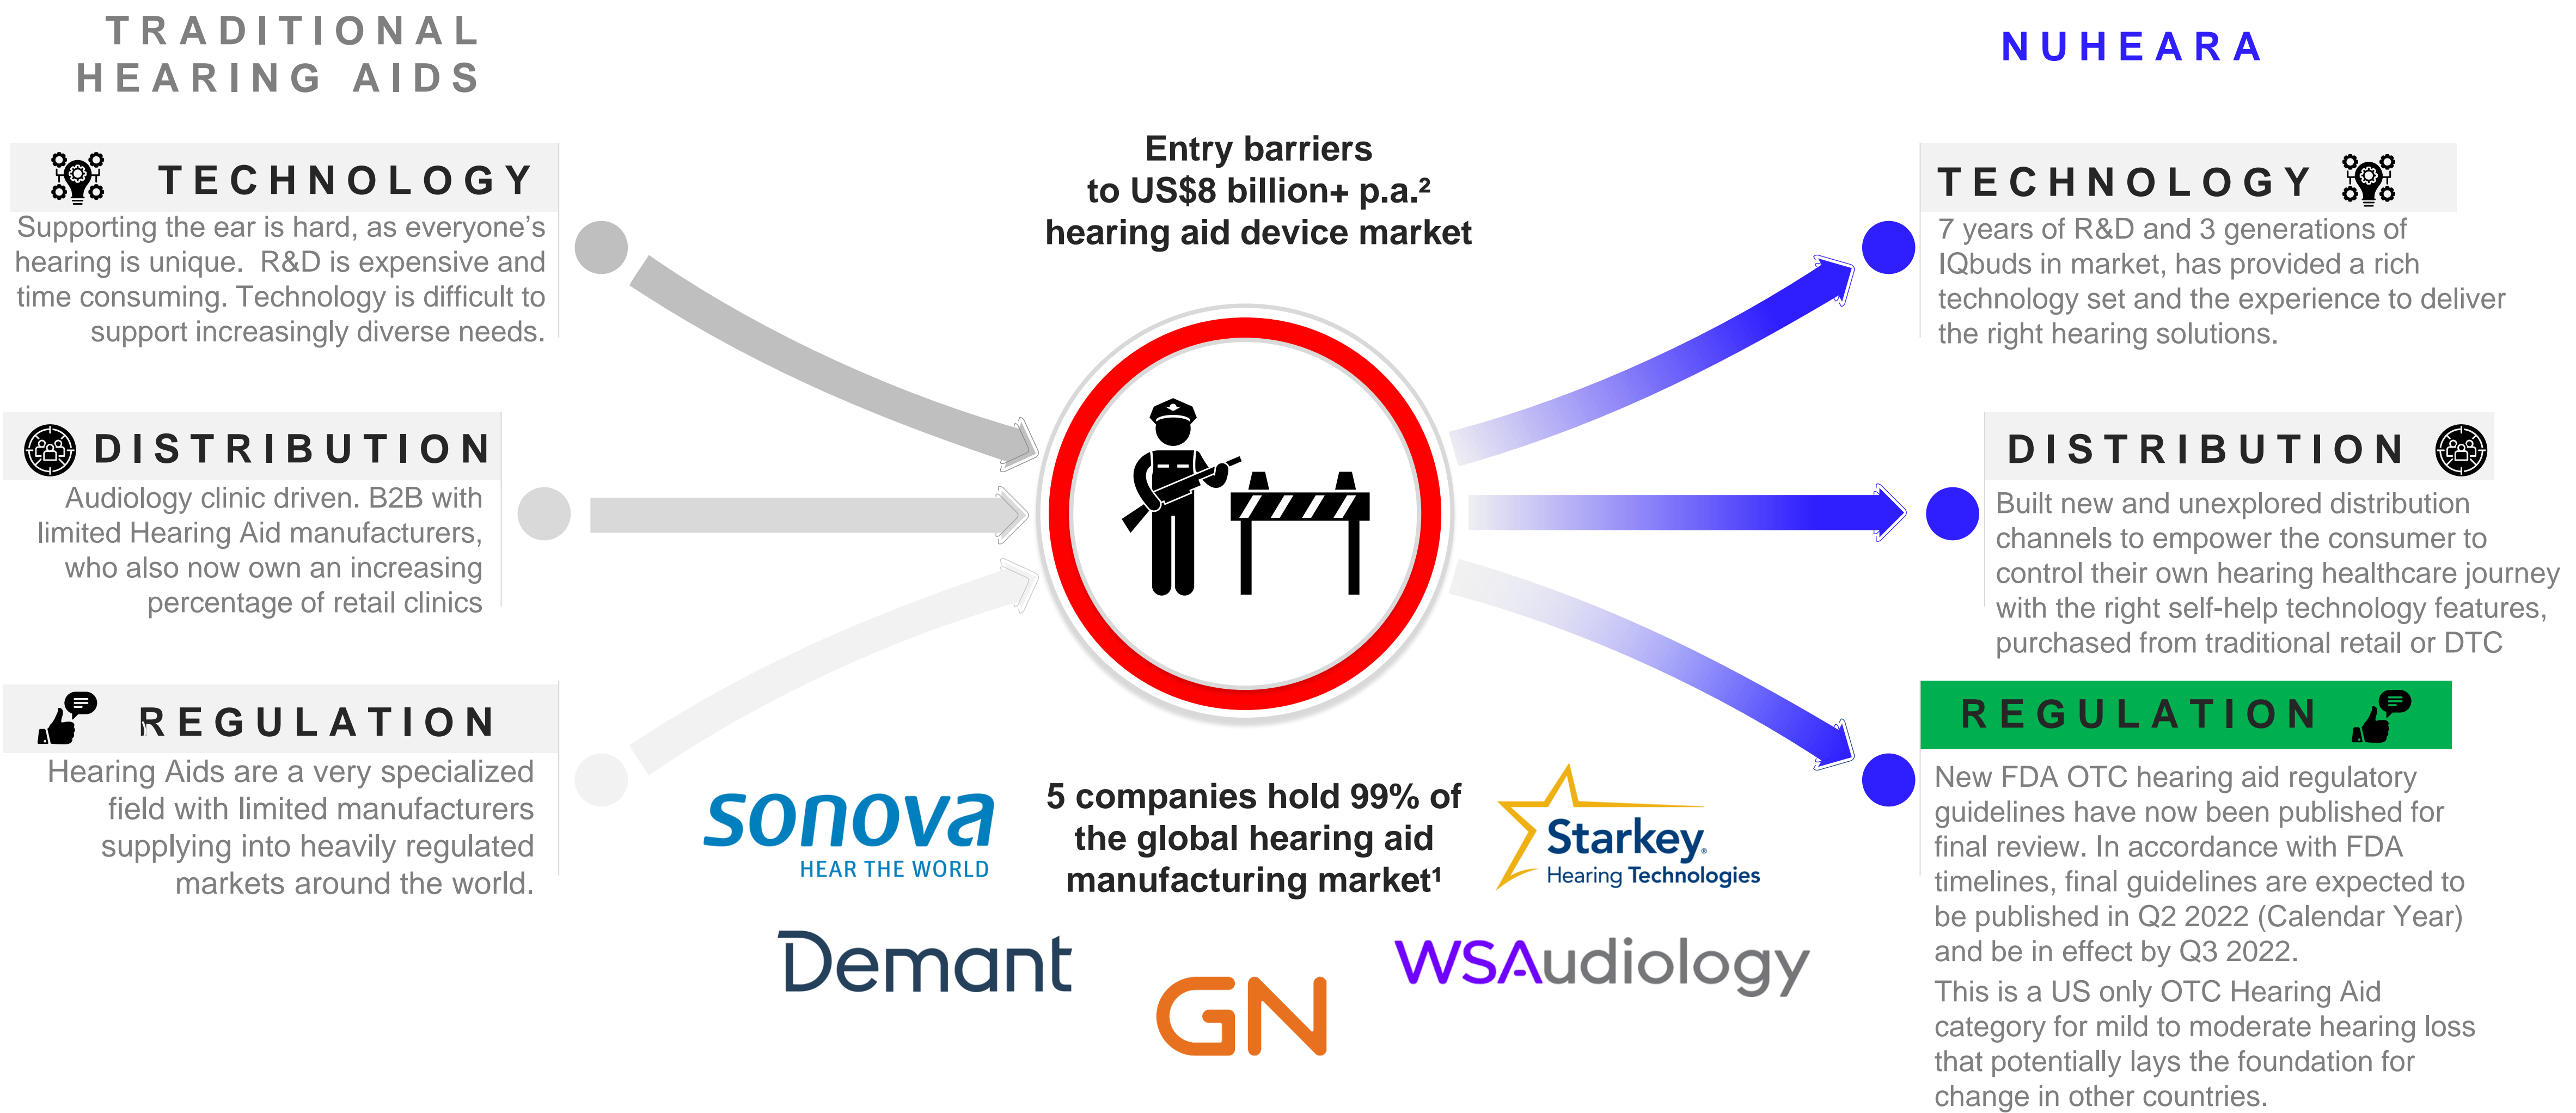 TRADITIONAL
HEARING AIDS
TECHNOLOGY
Supporting the ear is hard, as everyone’s
hearing is unique.  R&D is expensive and
time consuming. Technology is difficult to
support increasingly diverse needs.
DISTRIBUTION
Audiology clinic driven. B2B with
limited Hearing Aid manufacturers,
who also now own an increasing
percentage of retail clinics
REGULATION
Hearing Aids are a very specialized
field with limited manufacturers
supplying into heavily regulated
markets around the world.
Entry barriers
to US$8 billion+ p.a.²
hearing aid device market
5 companies hold 99% of
the global hearing aid
manufacturing market¹
sonova
HEAR THE WORLD
Starkey.
Hearing Technologies
Demant
GN
WSAudiology
NUHEARA
TECHNOLOGY
7 years of R&D and 3 generations of
IQbuds in market, has provided a rich
technology set and the experience to deliver
the right hearing solutions.
DISTRIBUTION
Built new and unexplored distribution
channels to empower the consumer to
control their own hearing healthcare journey
with the right self-help technology features,
purchased from traditional retail or DTC
REGULATION
New FDA OTC hearing aid regulatory
guidelines have now been published for
final review. In accordance with FDA
timelines, final guidelines are expected to
be published in Q2 2022 (Calendar Year)
and be in effect by Q3 2022.
This is a US only OTC Hearing Aid
category for mild to moderate hearing loss
that potentially lays the foundation for
change in other countries.